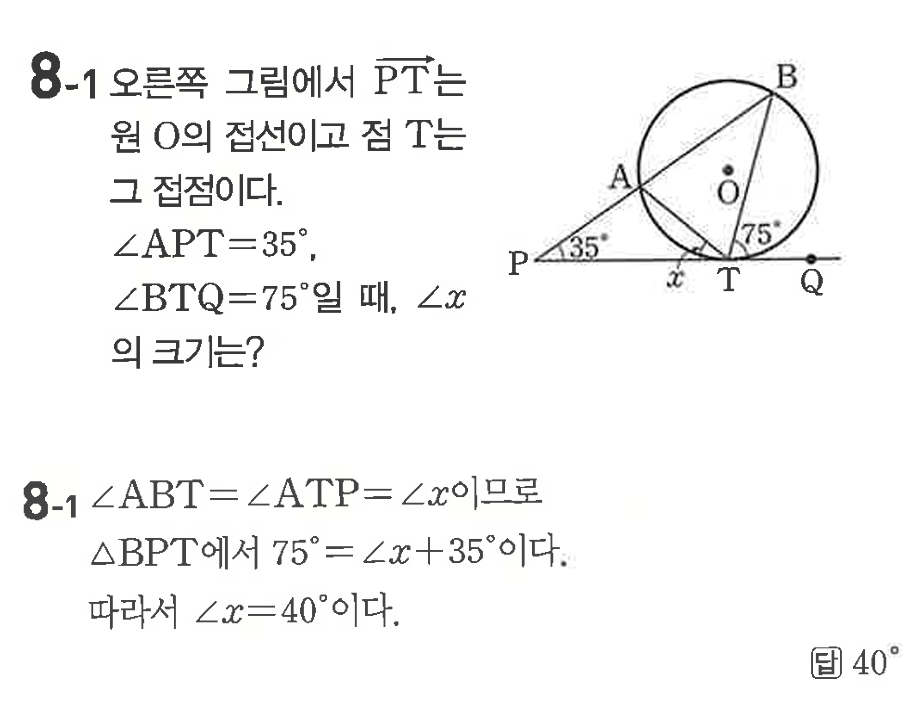 8-1 오른쪽 그림에서 $\overrightarrow{PT}$는
원 O의 접선이고 점 T는
그 접점이다.
∠APT=35°,
∠BTQ=75°일 때, ∠x
의 크기는?
B
A
O
75°
P
35°
x
T
Q
8-1 ∠ABT=∠ATP=∠x이므로
△BPT에서 75°=∠x+35°이다.
따라서 ∠x=40°이다.
답 40°